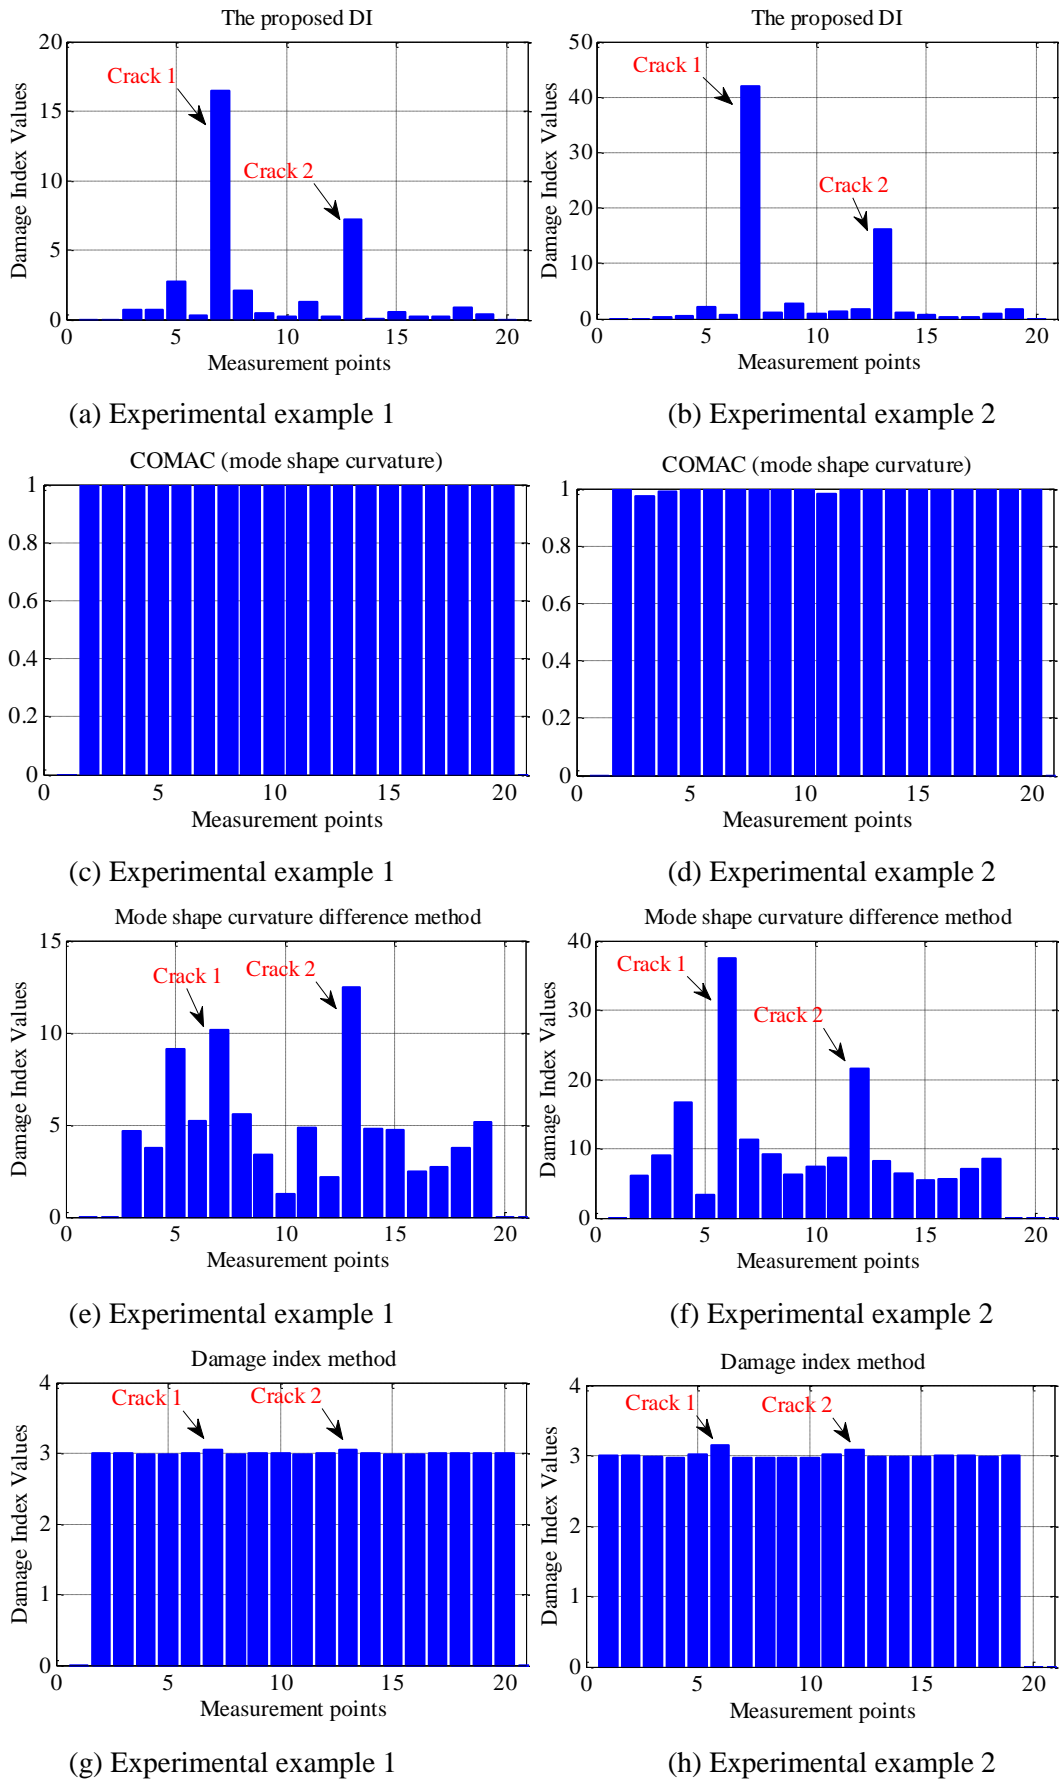 The proposed DI
20
15
10
5
0
0
5
10
15
20
Damage Index Values
Measurement points
Crack 1
Crack 2
(a) Experimental example 1
The proposed DI
50
40
30
20
10
0
0
5
10
15
20
Damage Index Values
Measurement points
Crack 1
Crack 2
(b) Experimental example 2
COMAC (mode shape curvature)
1
0.8
0.6
0.4
0.2
0
0
5
10
15
20
Measurement points
(c) Experimental example 1
COMAC (mode shape curvature)
1
0.8
0.6
0.4
0.2
0
0
5
10
15
20
Measurement points
(d) Experimental example 2
Mode shape curvature difference method
15
10
5
0
0
5
10
15
20
Damage Index Values
Measurement points
Crack 1
Crack 2
(e) Experimental example 1
Mode shape curvature difference method
40
30
20
10
0
0
5
10
15
20
Damage Index Values
Measurement points
Crack 1
Crack 2
(f) Experimental example 2
Damage index method
4
3
2
1
0
0
5
10
15
20
Damage Index Values
Measurement points
Crack 1
Crack 2
(g) Experimental example 1
Damage index method
4
3
2
1
0
0
5
10
15
20
Damage Index Values
Measurement points
Crack 1
Crack 2
(h) Experimental example 2